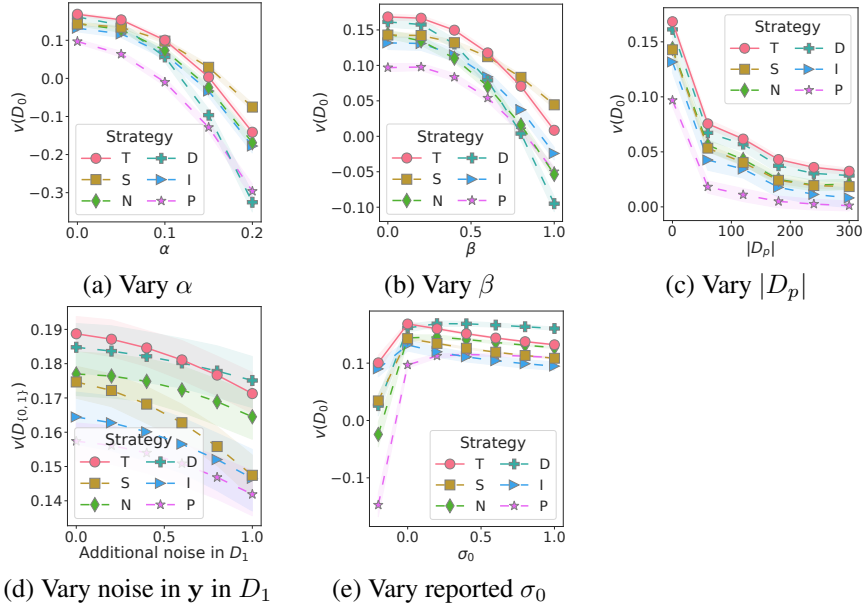 0.1
0.0
−0.1
−0.2
−0.3
v(D₀)
Strategy
T D
S I
N P
0.0 0.1 0.2
α
(a) Vary α
0.15
0.10
0.05
0.00
−0.05
−0.10
v(D₀)
Strategy
T D
S I
N P
0.0 0.5 1.0
β
(b) Vary β
0.15
0.10
0.05
0.00
v(D₀)
Strategy
T D
S I
N P
0 100 200 300
|Dₚ|
(c) Vary |Dₚ|
0.19
0.18
0.17
0.16
0.15
0.14
v(D_{0,1})
Strategy
T D
S I
N P
0.0 0.5 1.0
Additional noise in D₁
(d) Vary noise in y in D₁
0.1
0.0
−0.1
v(D₀)
Strategy
T D
S I
N P
0.0 0.5 1.0
σ₀
(e) Vary reported σ₀